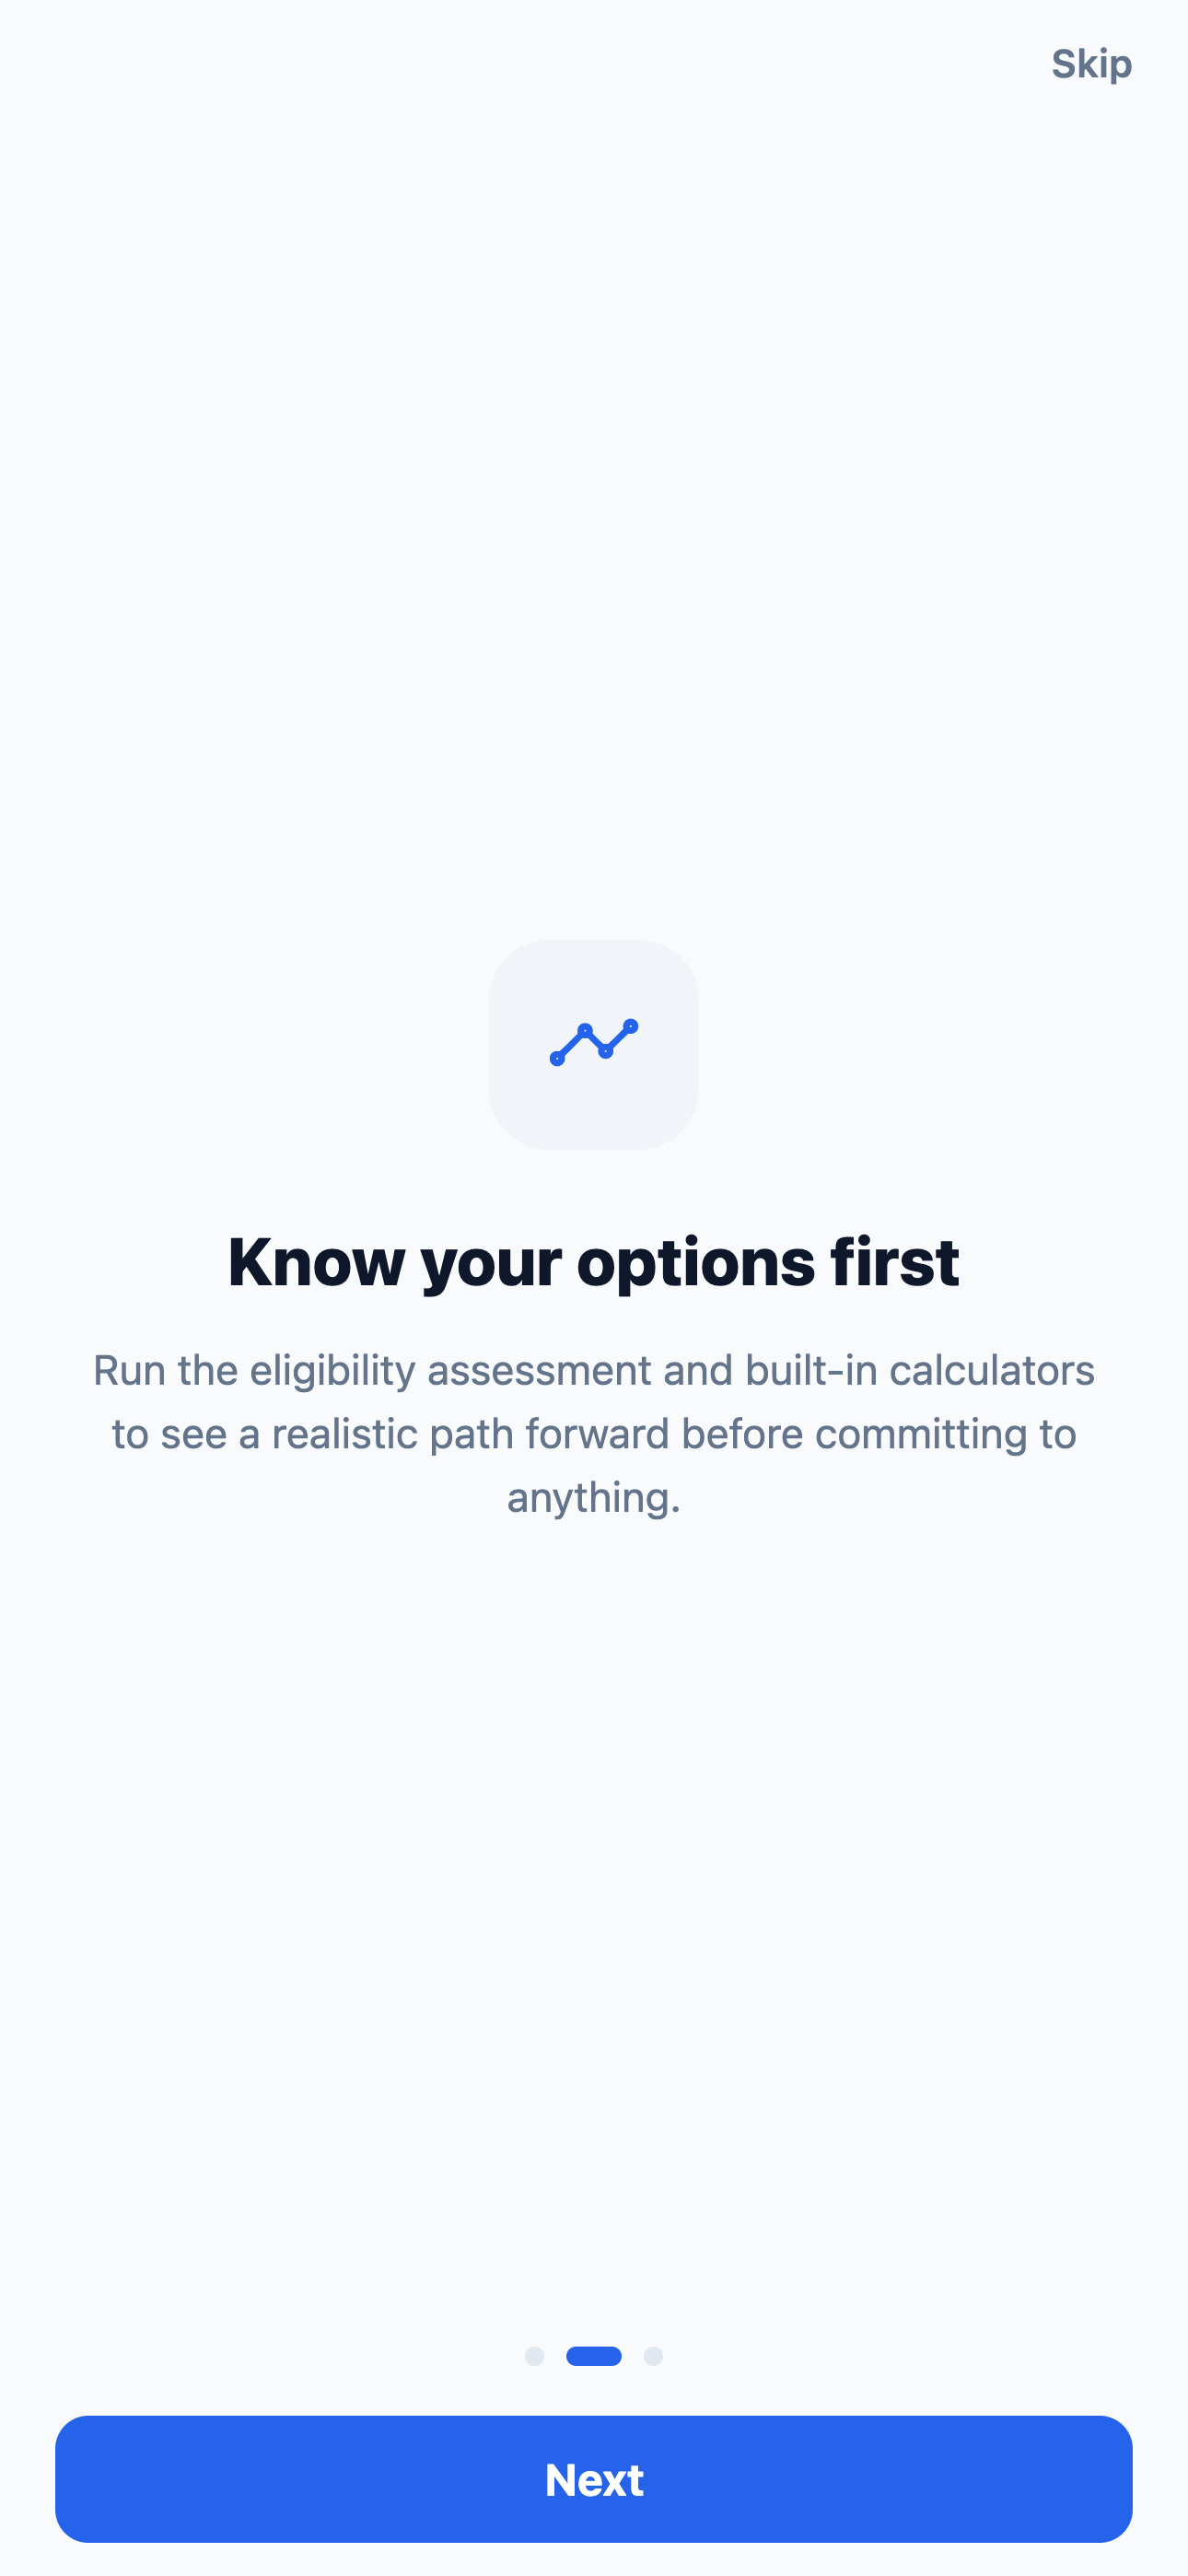 Skip
Know your options first
Run the eligibility assessment and built-in calculators
to see a realistic path forward before committing to
anything.
Next